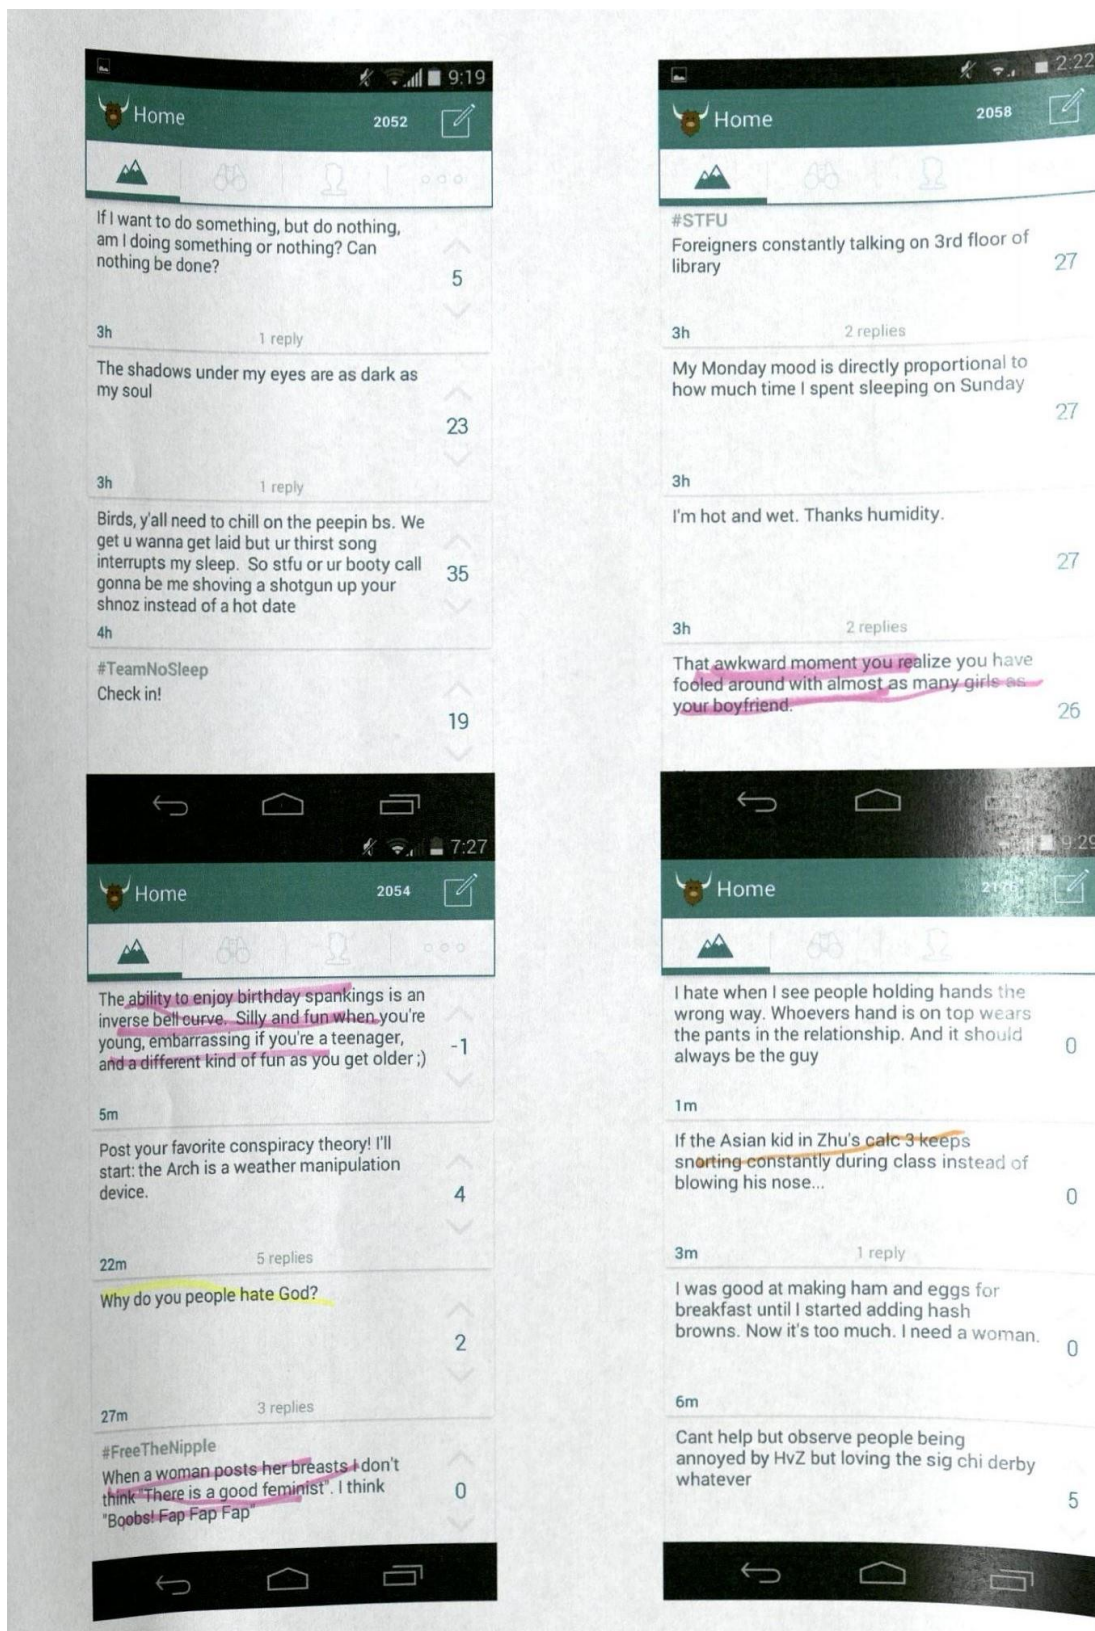 9:19
Home
2052
If I want to do something, but do nothing,
am I doing something or nothing? Can
nothing be done?
5
3h
1 reply
The shadows under my eyes are as dark as
my soul
23
3h
1 reply
Birds, y'all need to chill on the peepin bs. We
get u wanna get laid but ur thirst song
interrupts my sleep.  So stfu or ur booty call
gonna be me shoving a shotgun up your
shnoz instead of a hot date
35
4h
#TeamNoSleep
Check in!
19
7:27
Home
2054
The ability to enjoy birthday spankings is an
inverse bell curve.  Silly and fun when you're
young, embarrassing if you're a teenager,
and a different kind of fun as you get older ;)
-1
5m
Post your favorite conspiracy theory! I'll
start: the Arch is a weather manipulation
device.
4
22m
5 replies
Why do you people hate God?
2
27m
3 replies
#FreeTheNipple
When a woman posts her breasts I don't
think "There is a good feminist". I think
"Boobs! Fap Fap Fap"
0
2:22
Home
2058
#STFU
Foreigners constantly talking on 3rd floor of
library
27
3h
2 replies
My Monday mood is directly proportional to
how much time I spent sleeping on Sunday
27
3h
I'm hot and wet. Thanks humidity.
27
3h
2 replies
That awkward moment you realize you have
fooled around with almost as many girls as
your boyfriend.
26
9:29
Home
I hate when I see people holding hands the
wrong way. Whoevers hand is on top wears
the pants in the relationship. And it should
always be the guy
0
1m
If the Asian kid in Zhu's calc 3 keeps
snorting constantly during class instead of
blowing his nose...
0
3m
1 reply
I was good at making ham and eggs for
breakfast until I started adding hash
browns. Now it's too much. I need a woman.
0
6m
Cant help but observe people being
annoyed by HvZ but loving the sig chi derby
whatever
5